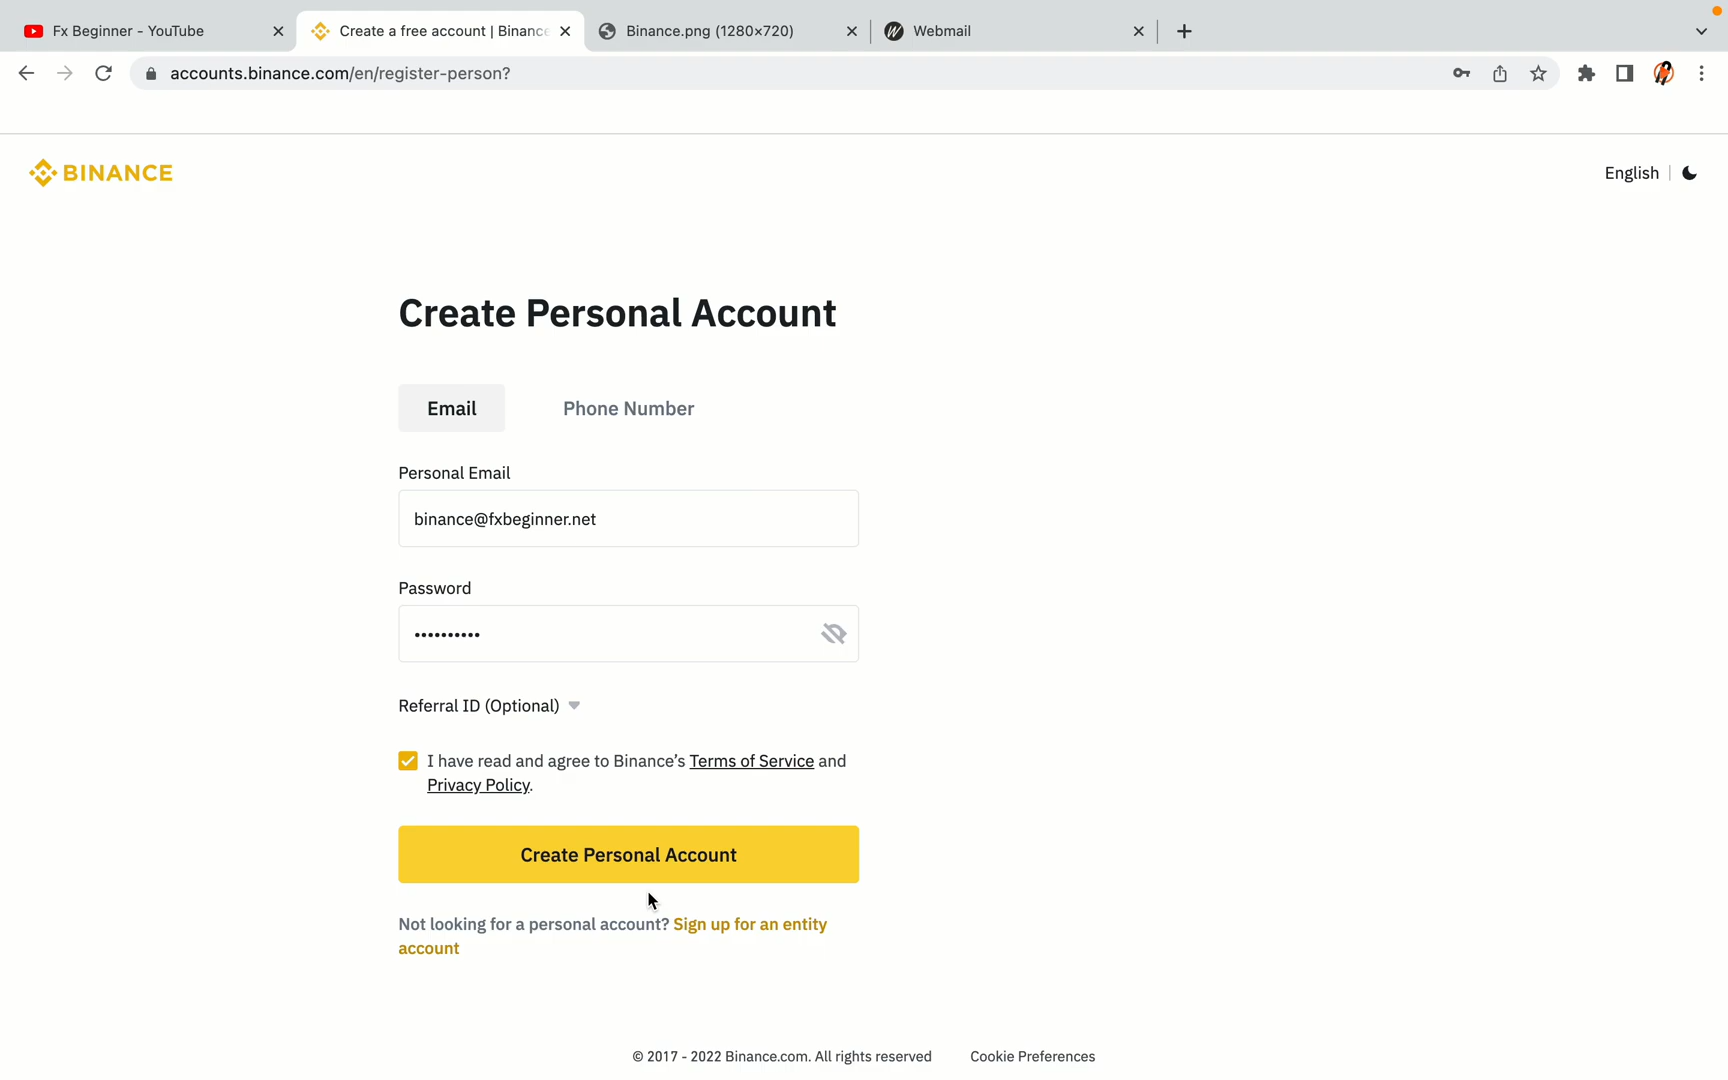 Fx Beginner - YouTube
Create a free account | Binance
Binance.png (1280×720)
Webmail
accounts.binance.com/en/register-person?
BINANCE
English
Create Personal Account
Email
Phone Number
Personal Email
binance@fxbeginner.net
Password
••••••••••
Referral ID (Optional)
I have read and agree to Binance’s Terms of Service and
Privacy Policy.
Create Personal Account
Not looking for a personal account? Sign up for an entity
account
© 2017 - 2022 Binance.com. All rights reserved
Cookie Preferences